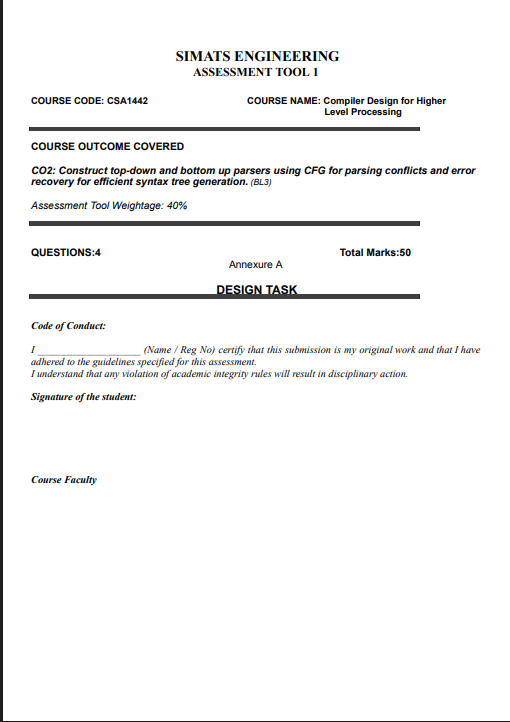 SIMATS ENGINEERING
ASSESSMENT TOOL 1
COURSE CODE: CSA1442 COURSE NAME: Compiler Design for Higher
Level Processing
COURSE OUTCOME COVERED
CO2: Construct top-down and bottom up parsers using CFG for parsing conflicts and error
recovery for efficient syntax tree generation. (BL3)
Assessment Tool Weightage: 40%
QUESTIONS:4 Total Marks:50
Annexure A
DESIGN TASK
Code of Conduct:
I _____________________ (Name / Reg No) certify that this submission is my original work and that I have
adhered to the guidelines specified for this assessment.
I understand that any violation of academic integrity rules will result in disciplinary action.
Signature of the student:
Course Faculty